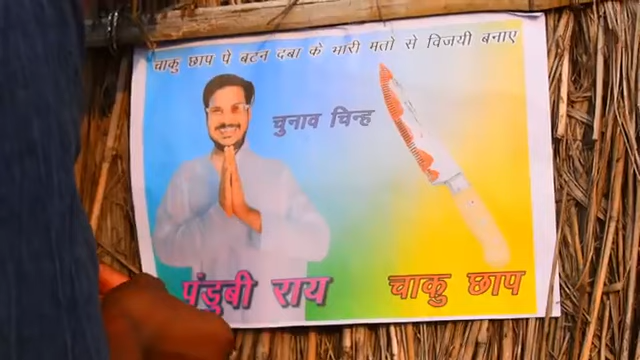 चाकु छाप पे बटन दबा के भारी मतो से विजयी बनाए
चुनाव चिन्ह
पंडुबी राय
चाकु छाप